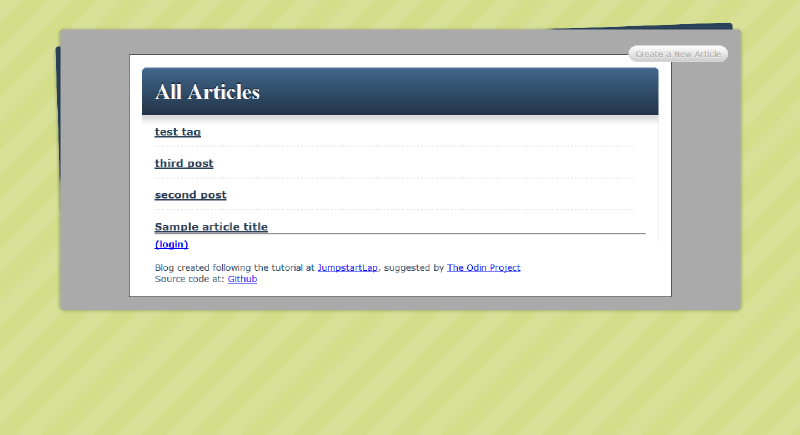 Create a New Article
All Articles
test tag
third post
second post
Sample article title
(login)
Blog created following the tutorial at JumpstartLap, suggested by The Odin Project
Source code at: Github